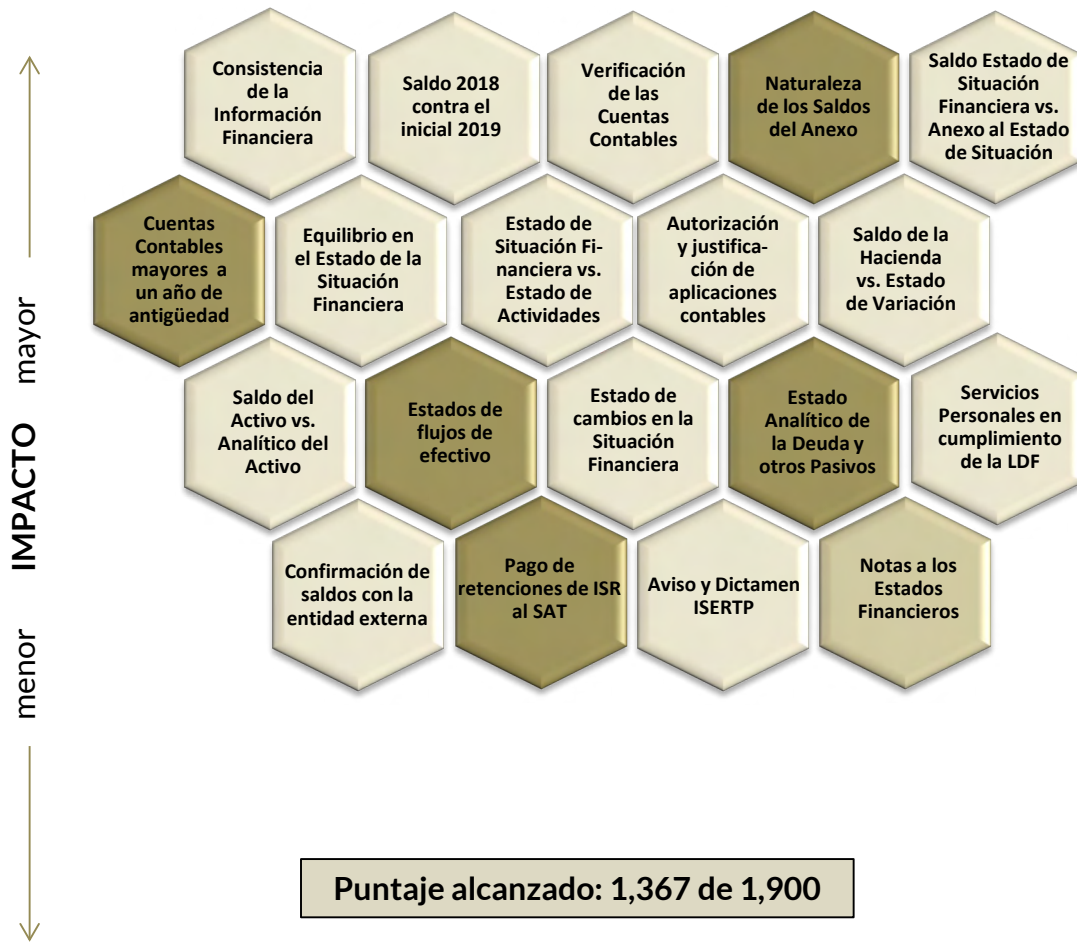 Consistencia
de la
Información
Financiera
Saldo 2018
contra el
inicial 2019
Verificación
de las
Cuentas
Contables
Naturaleza
de los Saldos
del Anexo
Saldo Estado de
Situación
Financiera vs.
Anexo al Estado
de Situación
Cuentas
Contables
mayores a
un año de
antigüedad
Equilibrio en
el Estado de la
Situación
Financiera
Estado de
Situación Fi-
nanciera vs.
Estado de
Actividades
Autorización
y justifica-
ción de
aplicaciones
contables
Saldo de la
Hacienda
vs. Estado
de Variación
Saldo del
Activo vs.
Analítico del
Activo
Estados de
flujos de
efectivo
Estado de
cambios en la
Situación
Financiera
Estado
Analítico de
la Deuda y
otros Pasivos
Servicios
Personales en
cumplimiento
de la LDF
Confirmación de
saldos con la
entidad externa
Pago de
retenciones de ISR
al SAT
Aviso y Dictamen
ISERTP
Notas a los
Estados
Financieros
menor IMPACTO mayor
Puntaje alcanzado: 1,367 de 1,900